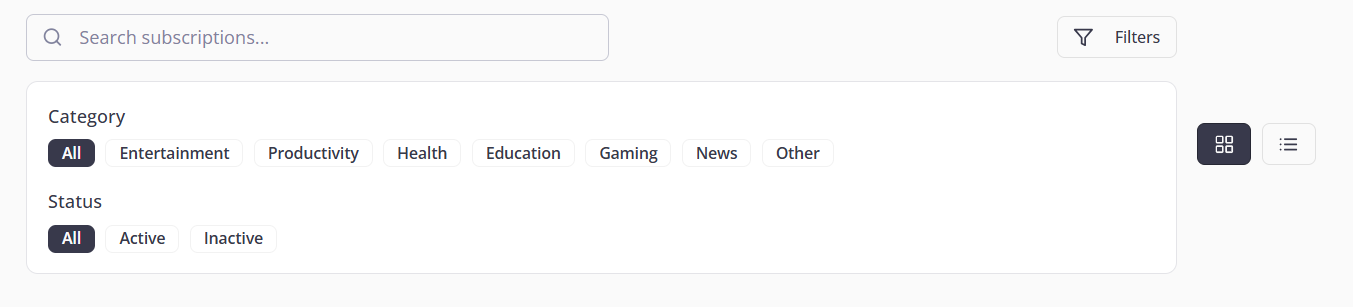 Search subscriptions...
Filters
Category
All Entertainment Productivity Health Education Gaming News Other
Status
All Active Inactive